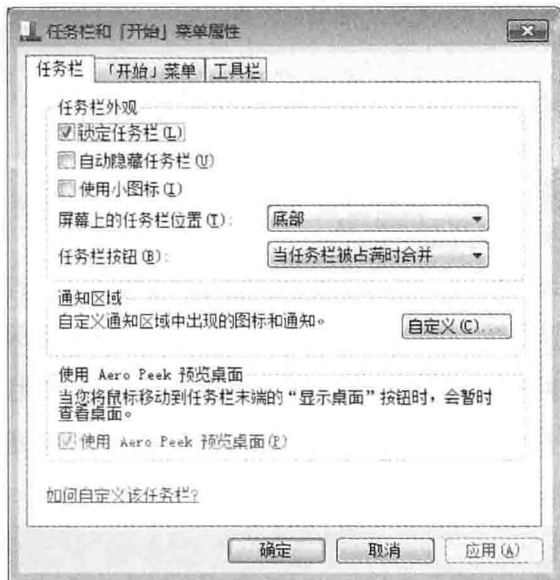 任务栏和「开始」菜单属性
任务栏 「开始」菜单 工具栏
任务栏外观
锁定任务栏(L)
自动隐藏任务栏(U)
使用小图标(I)
屏幕上的任务栏位置(T): 底部
任务栏按钮(B): 当任务栏被占满时合并
通知区域
自定义通知区域中出现的图标和通知。 自定义(C)...
使用 Aero Peek 预览桌面
当您将鼠标移动到任务栏末端的“显示桌面”按钮时，会暂时
查看桌面。
使用 Aero Peek 预览桌面(P)
如何自定义该任务栏?
确定 取消 应用(A)